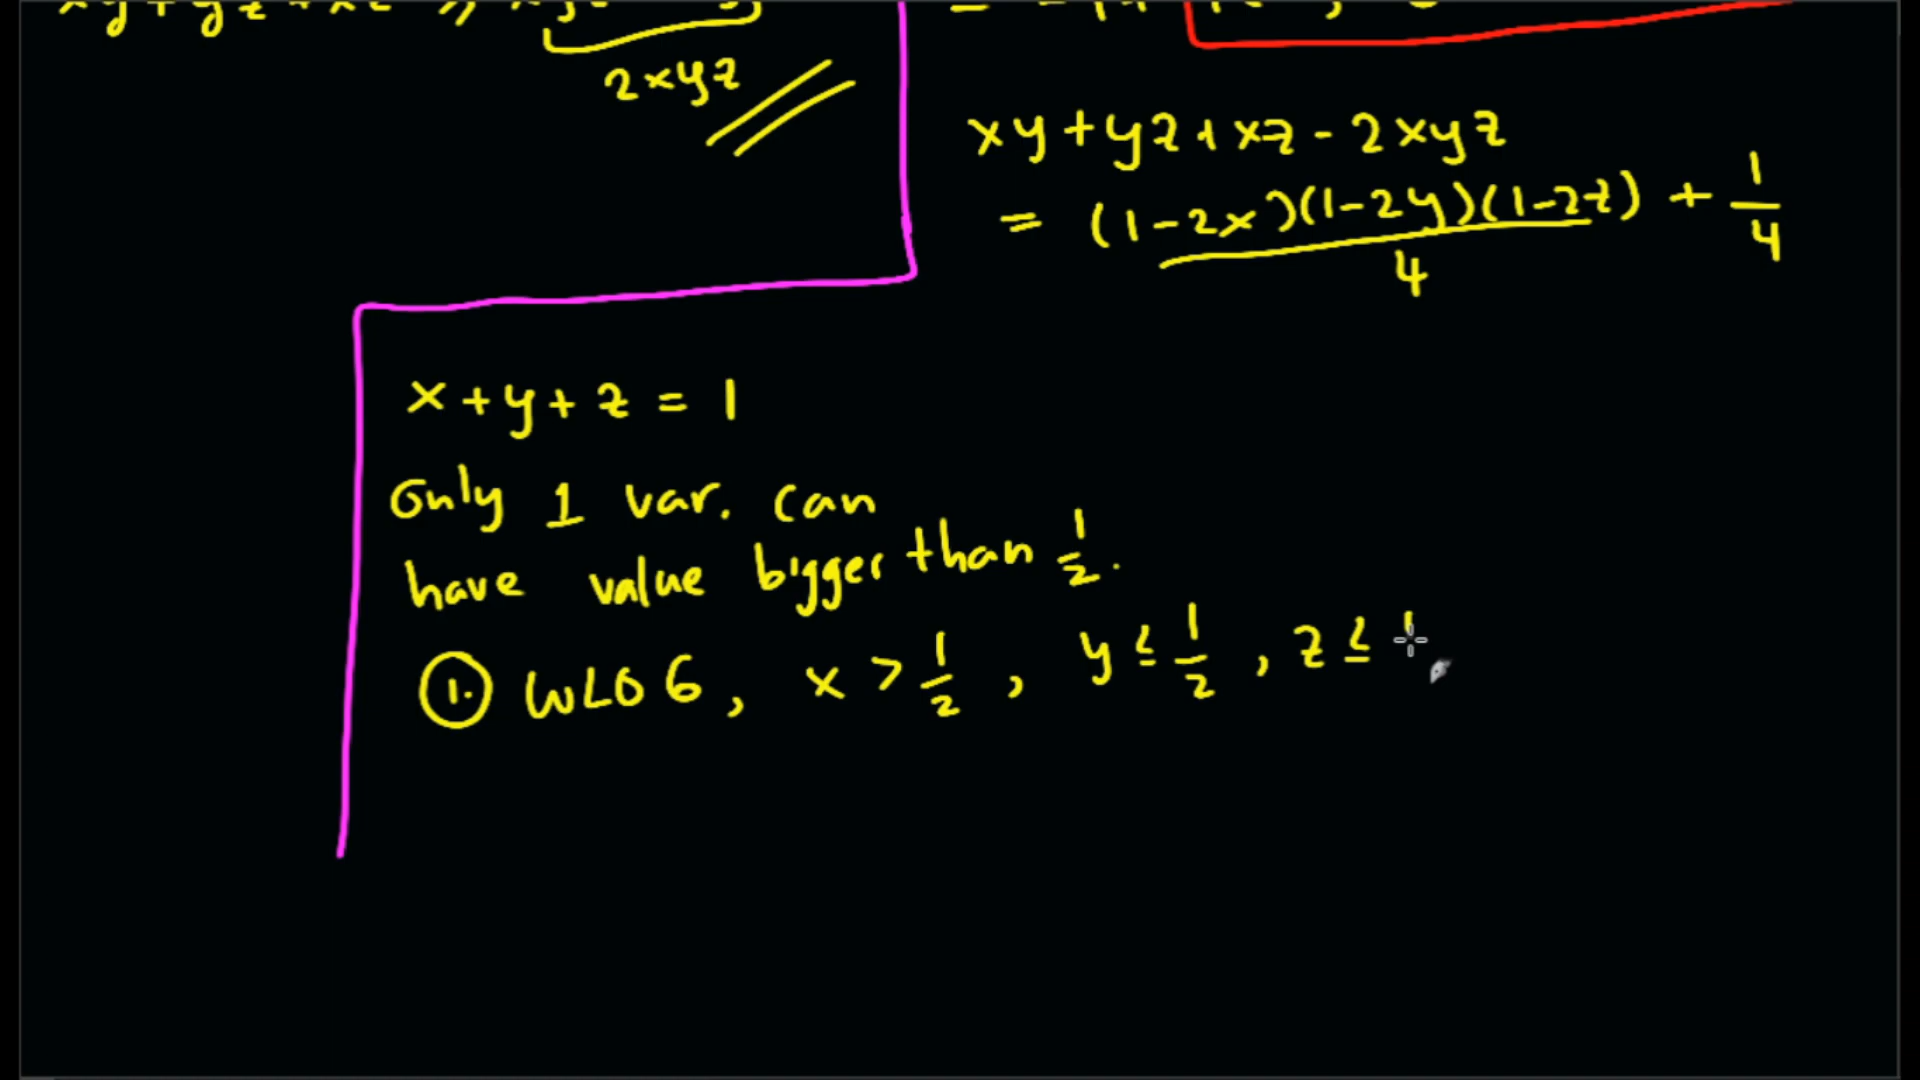 2xyz
xy + yz + xz - 2xyz
= (1-2x)(1-2y)(1-2z) + 1/4
4
x + y + z = 1
Only 1 var. can
have value bigger than 1/2.
1. WLOG, x > 1/2, y ≤ 1/2, z ≤ 1